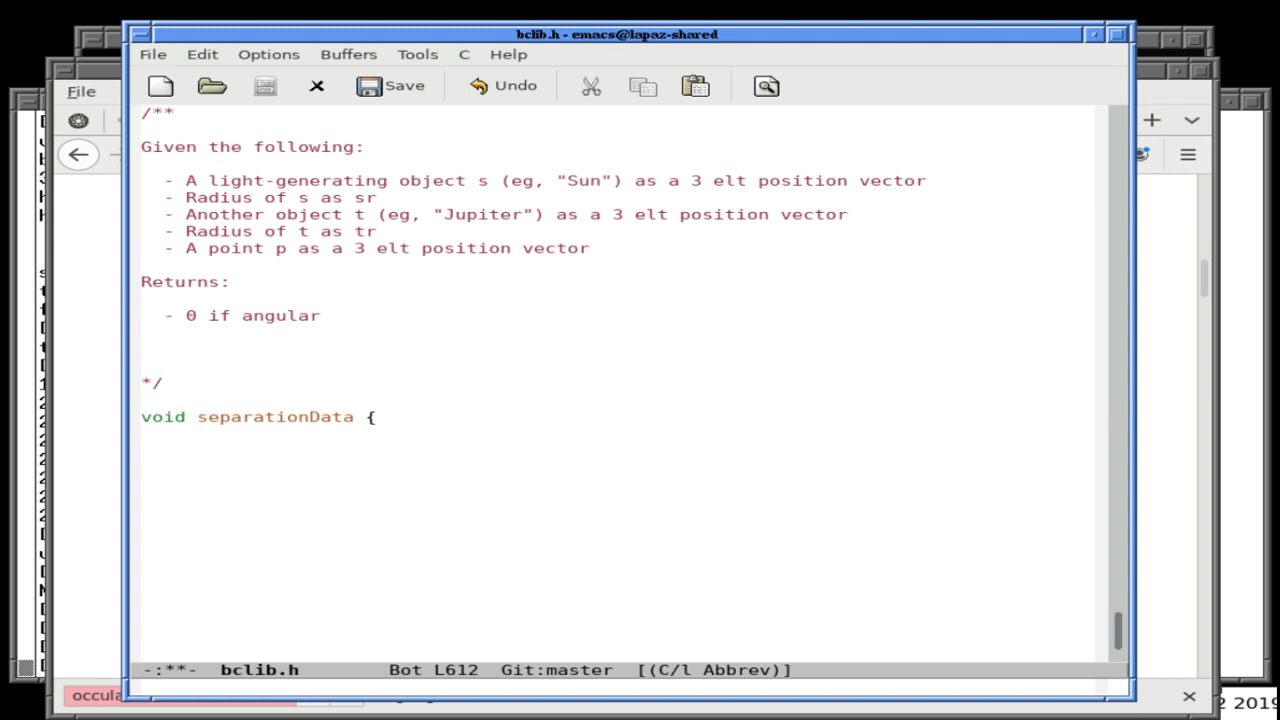 bclib.h - emacs@lapaz-shared
File Edit Options Buffers Tools C Help
Save Undo
File
/**
Given the following:
- A light-generating object s (eg, "Sun") as a 3 elt position vector
- Radius of s as sr
- Another object t (eg, "Jupiter") as a 3 elt position vector
- Radius of t as tr
- A point p as a 3 elt position vector
Returns:
- 0 if angular
*/
void separationData {
-:**- bclib.h Bot L612 Git:master [(C/l Abbrev)]
2 2019